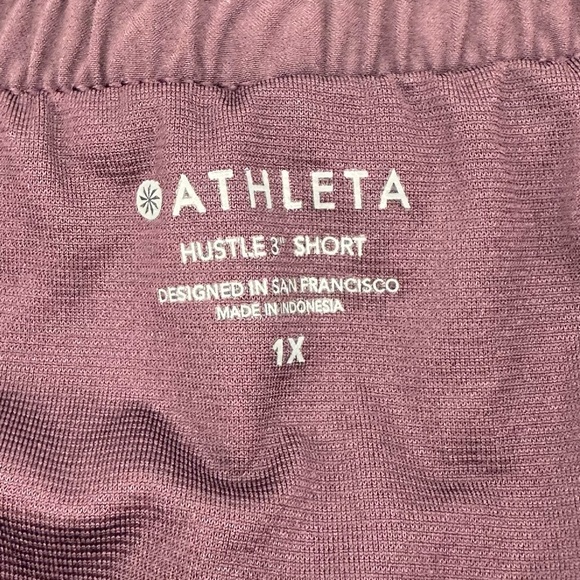 ATHLETA
HUSTLE 3" SHORT
DESIGNED IN SAN FRANCISCO
MADE IN INDONESIA
1X